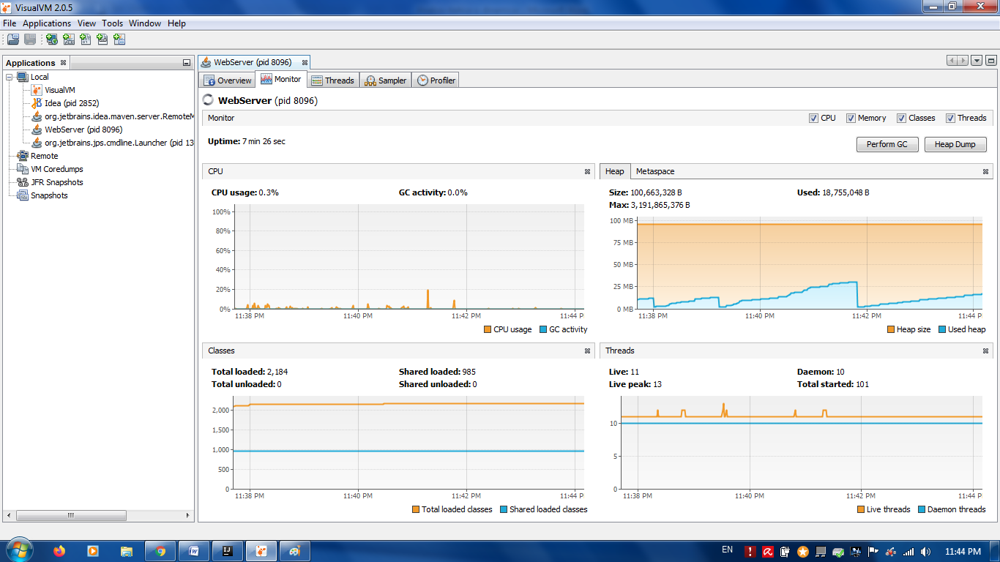 VisualVM 2.0.5
File Applications View Tools Window Help
Applications
Local
VisualVM
Idea (pid 2852)
org.jetbrains.idea.maven.server.RemoteM
WebServer (pid 8096)
org.jetbrains.jps.cmdline.Launcher (pid 13
Remote
VM Coredumps
JFR Snapshots
Snapshots
WebServer (pid 8096)
Overview Monitor Threads Sampler Profiler
WebServer (pid 8096)
Monitor CPU Memory Classes Threads
Uptime: 7 min 26 sec Perform GC Heap Dump
CPU
CPU usage: 0.3% GC activity: 0.0%
100%
80%
60%
40%
20%
0%
11:38 PM 11:40 PM 11:42 PM 11:44 P
CPU usage GC activity
Heap Metaspace
Size: 100,663,328 B Used: 18,755,048 B
Max: 3,191,865,376 B
100 MB
75 MB
50 MB
25 MB
0 MB
11:38 PM 11:40 PM 11:42 PM 11:44 P
Heap size Used heap
Classes
Total loaded: 2,184 Shared loaded: 985
Total unloaded: 0 Shared unloaded: 0
2,000
1,500
1,000
500
0
11:38 PM 11:40 PM 11:42 PM 11:44 P
Total loaded classes Shared loaded classes
Threads
Live: 11 Daemon: 10
Live peak: 13 Total started: 101
10
5
0
11:38 PM 11:40 PM 11:42 PM 11:44 P
Live threads Daemon threads
EN 11:44 PM